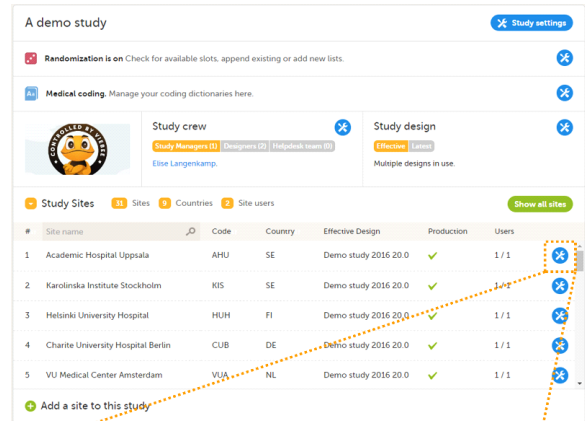 A demo study
Study settings
Randomization is on Check for available slots, append existing or add new lists.
Medical coding. Manage your coding dictionaries here.
CONTROLLED BY VIEBES
Study crew
Study Managers (1) Designers (2) Helpdesk team (0)
Elise Langenkamp.
Study design
Effective Latest
Multiple designs in use.
Study Sites 31 Sites 9 Countries 2 Site users
Show all sites
# Site name Code Country Effective Design Production Users
1 Academic Hospital Uppsala AHU SE Demo study 2016 20.0 1 / 1
2 Karolinska Institute Stockholm KIS SE Demo study 2016 20.0 1 / 1
3 Helsinki University Hospital HUH FI Demo study 2016 20.0 1 / 1
4 Charite University Hospital Berlin CUB DE Demo study 2016 20.0 1 / 1
5 VU Medical Center Amsterdam VUA NL Demo study 2016 20.0 1 / 1
Add a site to this study